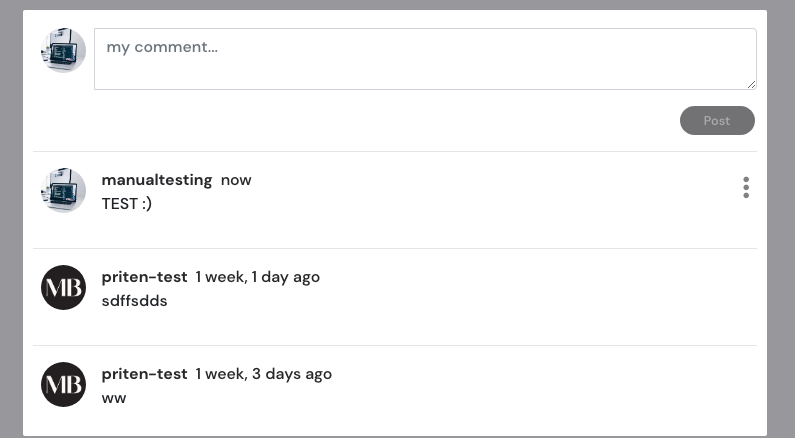 my comment...
Post
manualtesting now
TEST :)
MB
priten-test 1 week, 1 day ago
sdffsdds
MB
priten-test 1 week, 3 days ago
ww